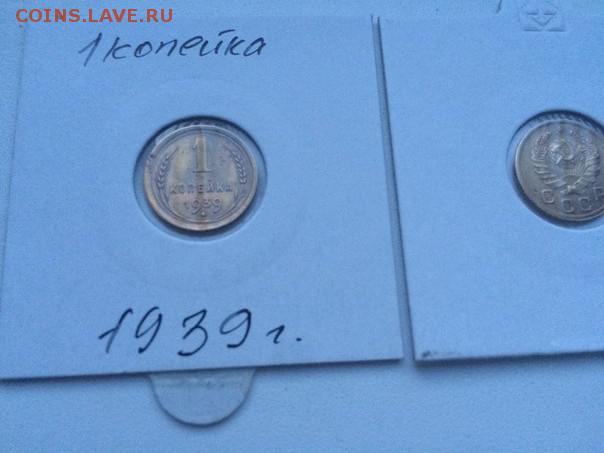 COINS.LAVE.RU
1 копейка
1
КОПЕЙКА
1939
СССР
1939 г.